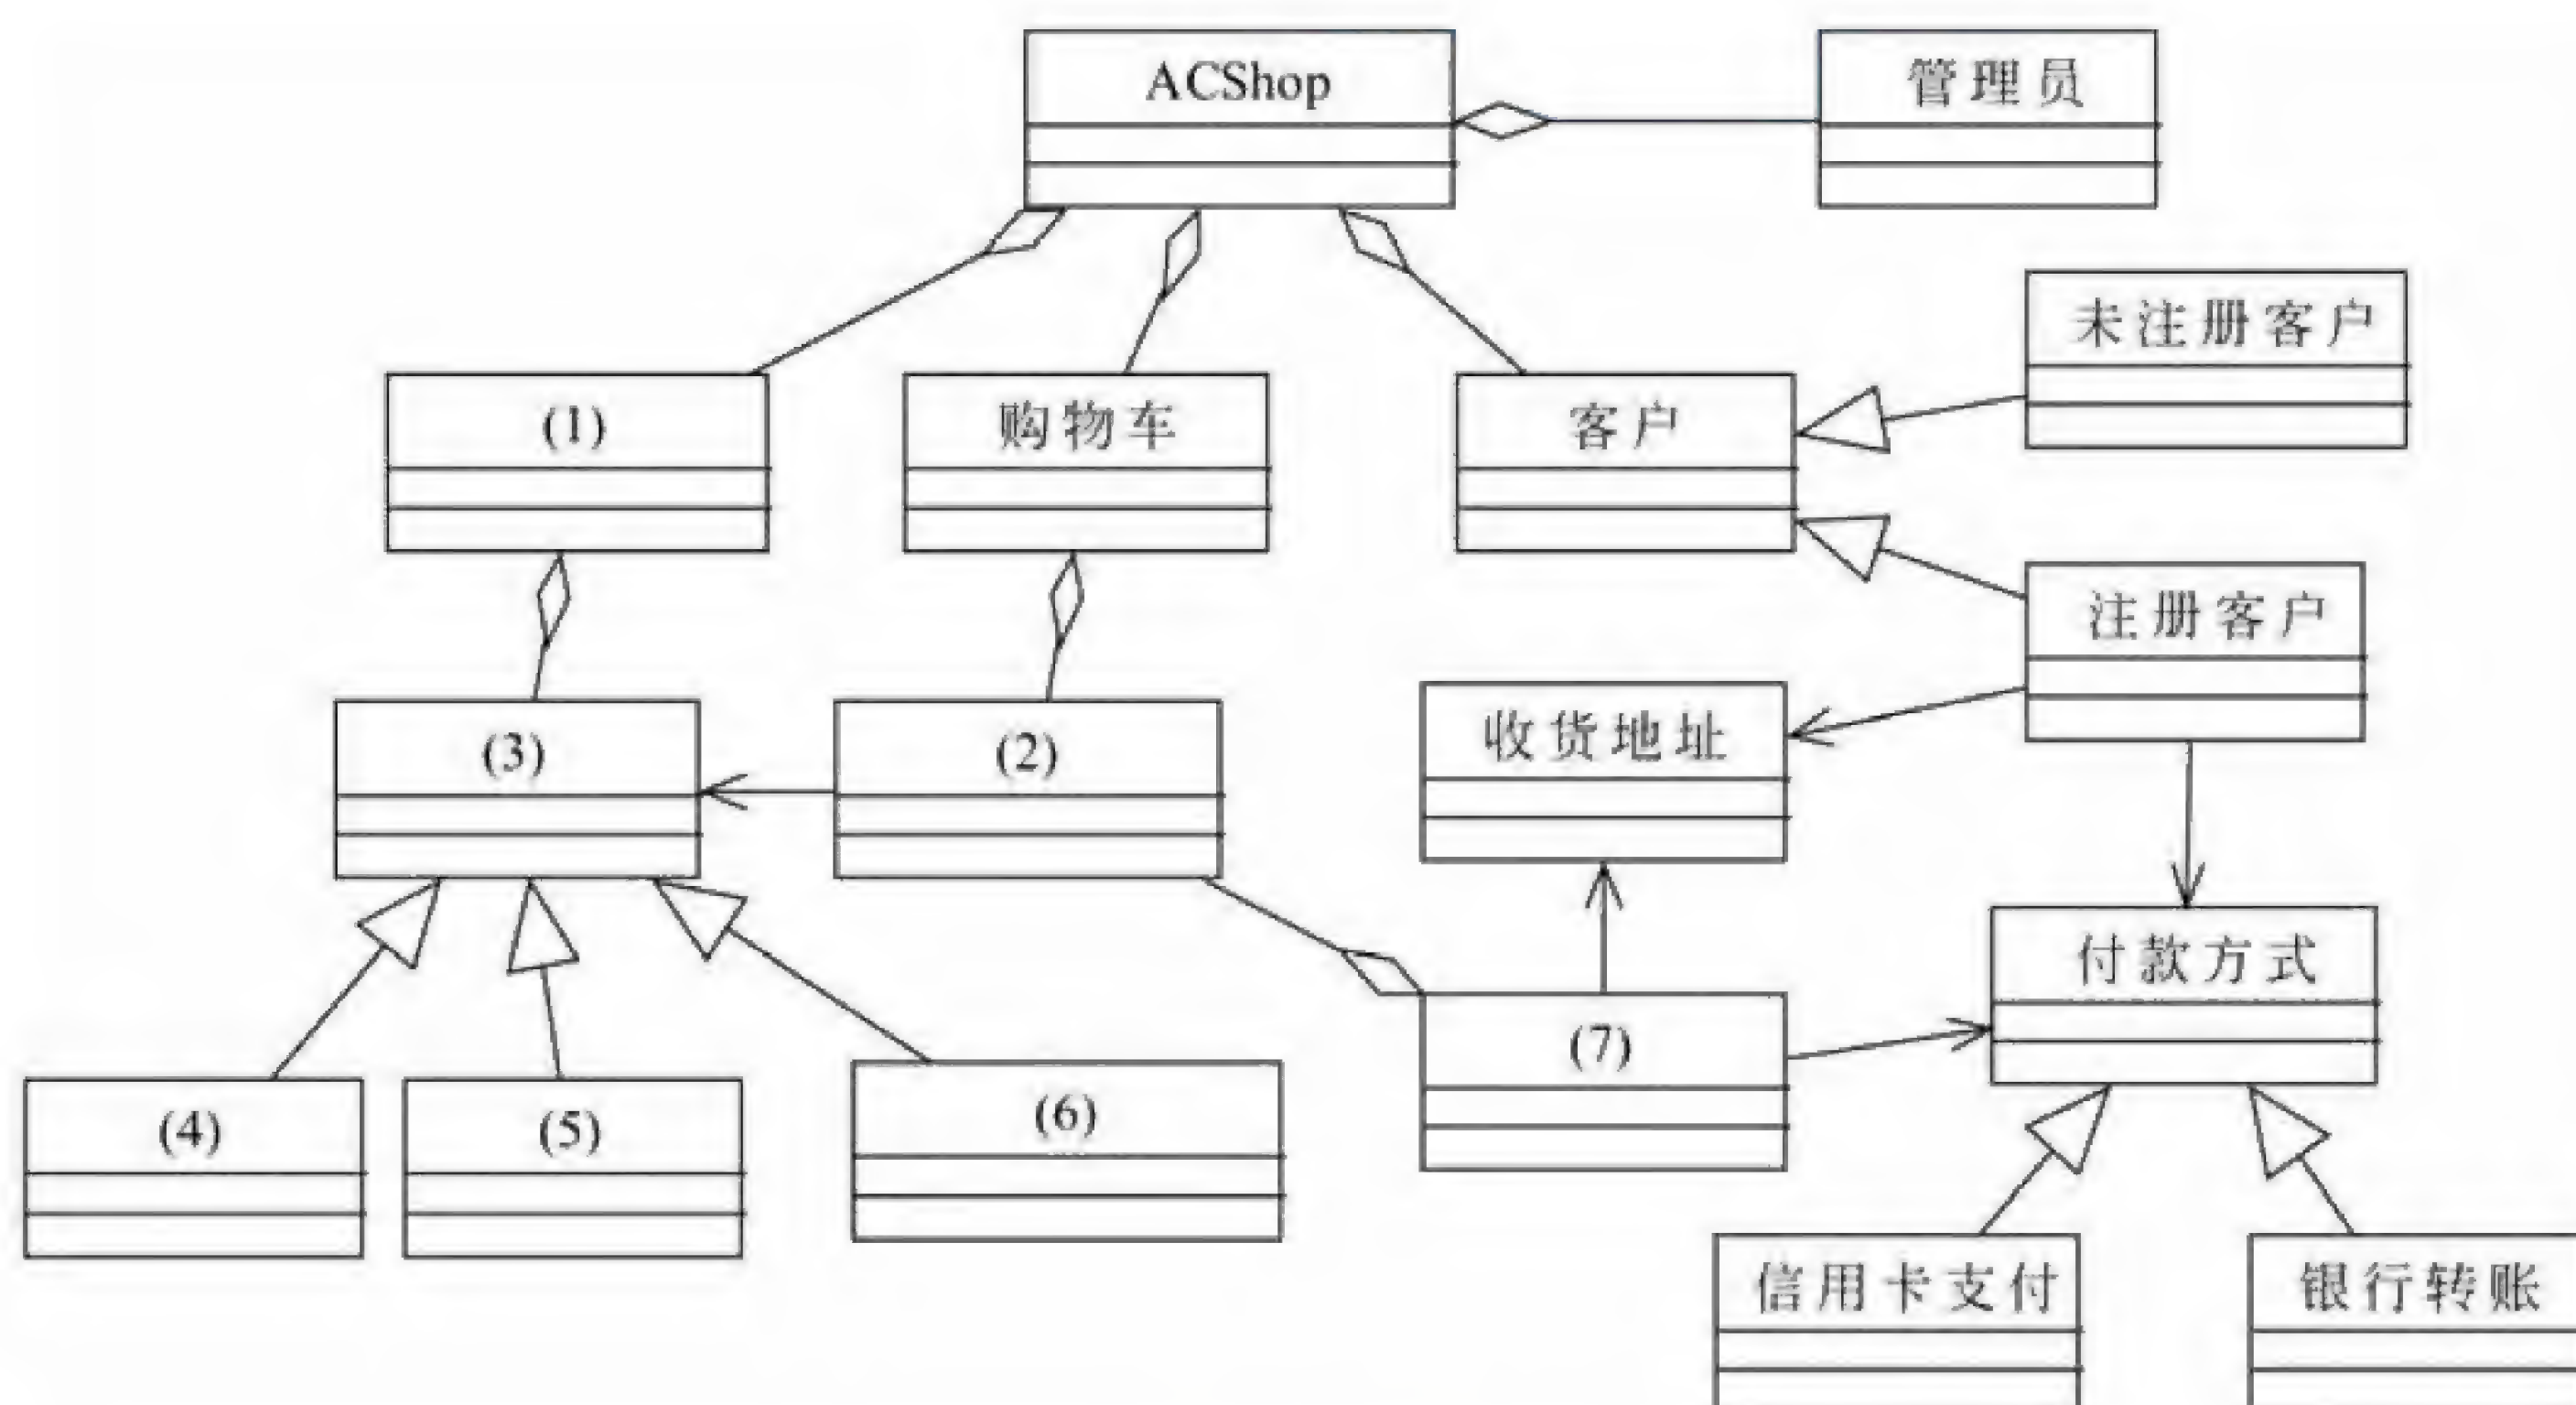 ACShop
管理员
未注册客户
(1)
购物车
客户
注册客户
(3)
(2)
收货地址
付款方式
(7)
(4)
(5)
(6)
信用卡支付
银行转账